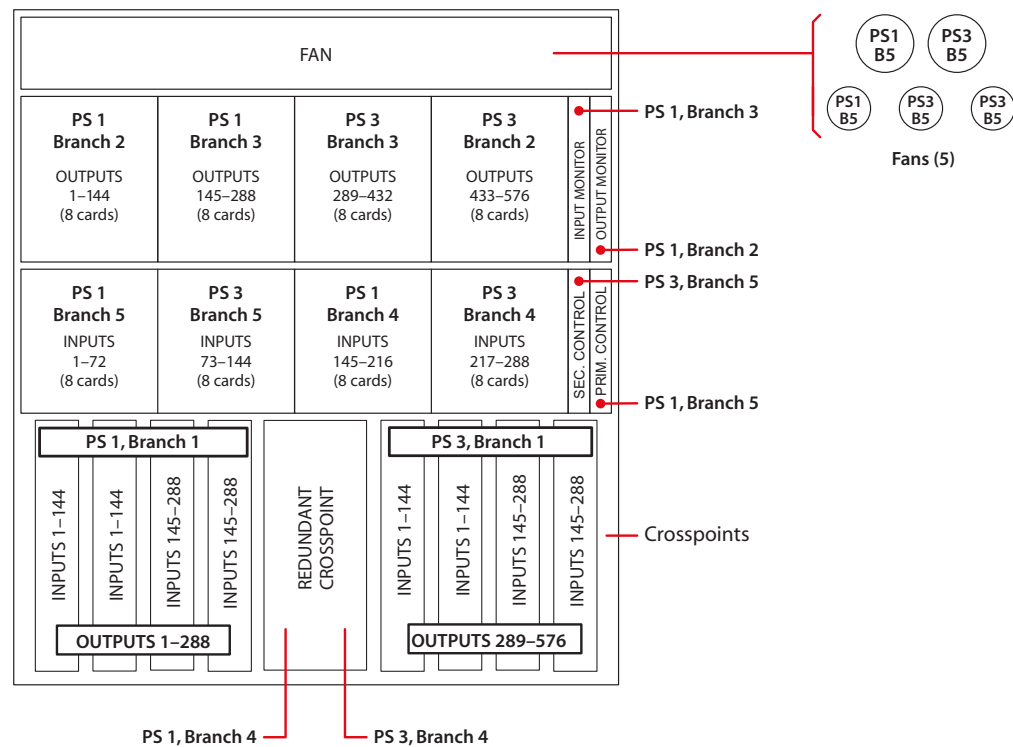 FAN
PS1
B5
PS3
B5
PS1
B5
PS3
B5
PS3
B5
Fans (5)
PS 1
Branch 2
OUTPUTS
1–144
(8 cards)
PS 1
Branch 3
OUTPUTS
145–288
(8 cards)
PS 3
Branch 3
OUTPUTS
289–432
(8 cards)
PS 3
Branch 2
OUTPUTS
433–576
(8 cards)
INPUT MONITOR
OUTPUT MONITOR
PS 1, Branch 3
PS 1, Branch 2
PS 1
Branch 5
INPUTS
1–72
(8 cards)
PS 3
Branch 5
INPUTS
73–144
(8 cards)
PS 1
Branch 4
INPUTS
145–216
(8 cards)
PS 3
Branch 4
INPUTS
217–288
(8 cards)
SEC. CONTROL
PRIM. CONTROL
PS 3, Branch 5
PS 1, Branch 5
PS 1, Branch 1
INPUTS 1–144
INPUTS 1–144
INPUTS 145–288
INPUTS 145–288
OUTPUTS 1–288
REDUNDANT
CROSSPOINT
PS 3, Branch 1
INPUTS 1–144
INPUTS 1–144
INPUTS 145–288
INPUTS 145–288
OUTPUTS 289–576
Crosspoints
PS 1, Branch 4
PS 3, Branch 4